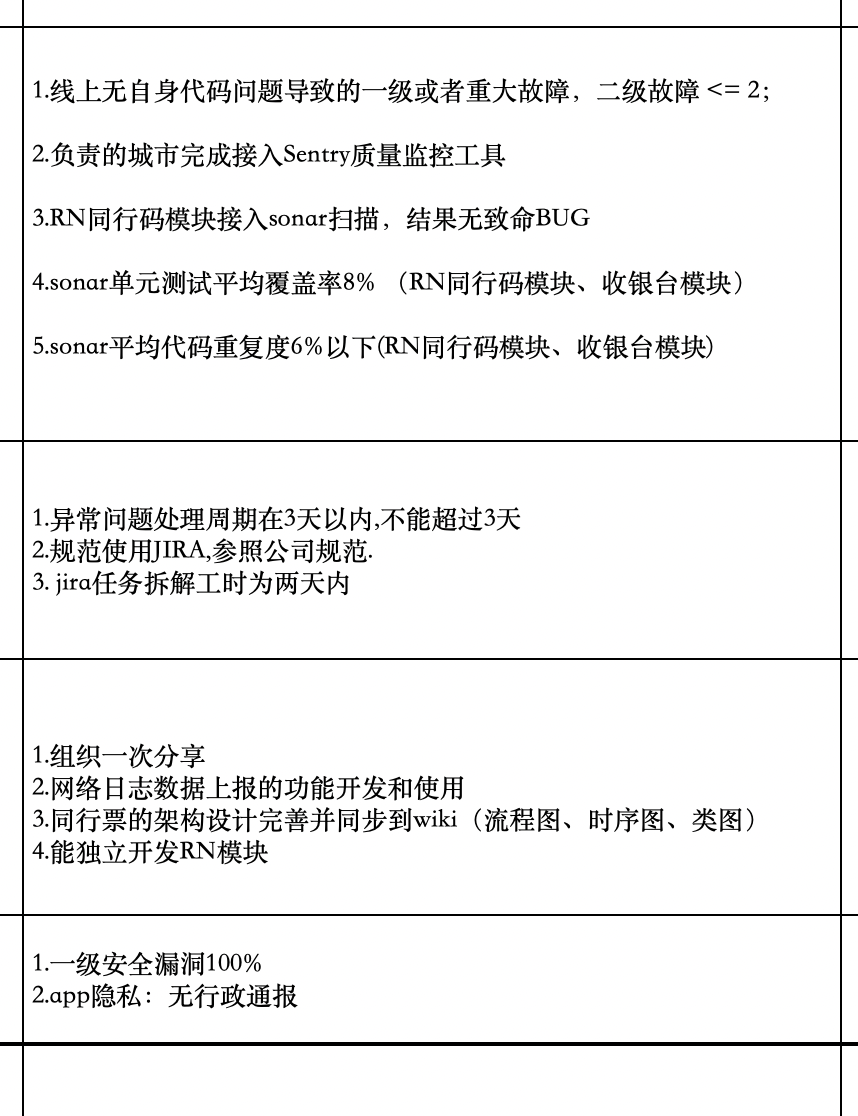 1.线上无自身代码问题导致的一级或者重大故障，二级故障 <= 2；
2.负责的城市完成接入Sentry质量监控工具
3.RN同行码模块接入sonar扫描，结果无致命BUG
4.sonar单元测试平均覆盖率8% （RN同行码模块、收银台模块）
5.sonar平均代码重复度6%以下(RN同行码模块、收银台模块)
1.异常问题处理周期在3天以内,不能超过3天
2.规范使用JIRA,参照公司规范.
3. jira任务拆解工时为两天内
1.组织一次分享
2.网络日志数据上报的功能开发和使用
3.同行票的架构设计完善并同步到wiki（流程图、时序图、类图）
4.能独立开发RN模块
1.一级安全漏洞100%
2.app隐私：无行政通报